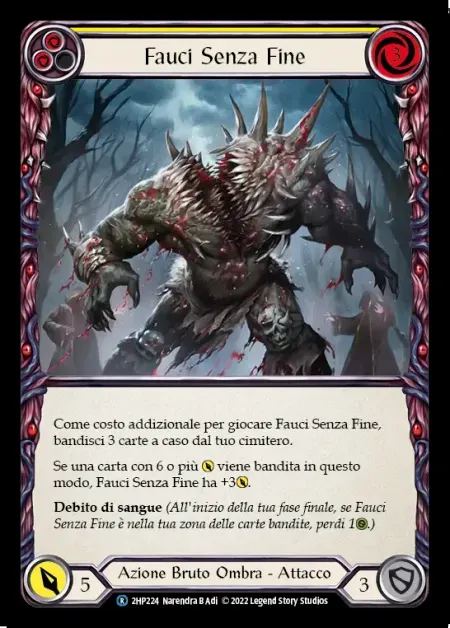 Fauci Senza Fine
3
Come costo addizionale per giocare Fauci Senza Fine,
bandisci 3 carte a caso dal tuo cimitero.
Se una carta con 6 o più viene bandita in questo
modo, Fauci Senza Fine ha +3.
Debito di sangue (All'inizio della tua fase finale, se Fauci
Senza Fine è nella tua zona delle carte bandite, perdi 1.)
5
Azione Bruto Ombra - Attacco
3
R 2HP224 Narendra B Adi © 2022 Legend Story Studios